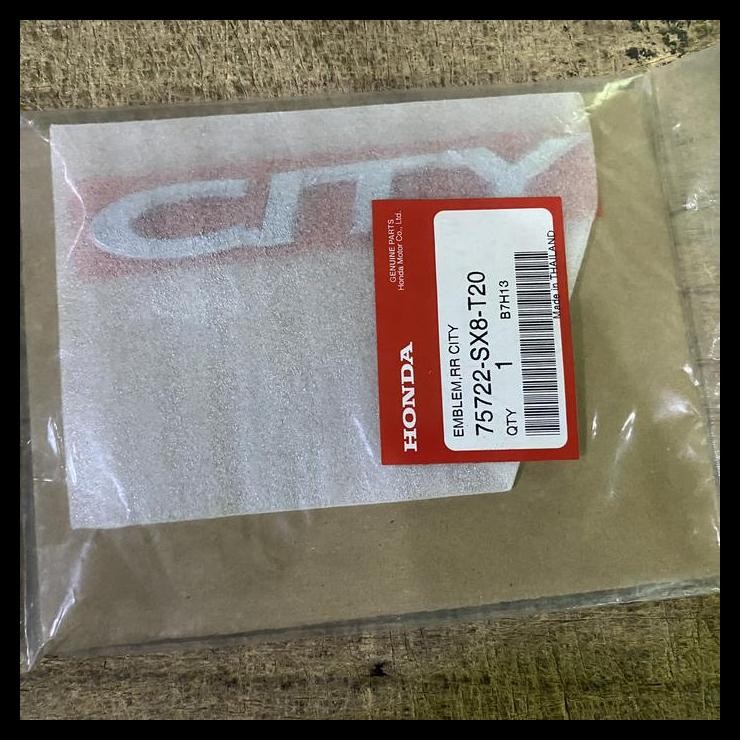 CITY
GENUINE PARTS
Honda Motor Co., Ltd.
HONDA
EMBLEM,RR CITY
75722-SX8-T20
QTY 1 B7H13
Made in THAILAND